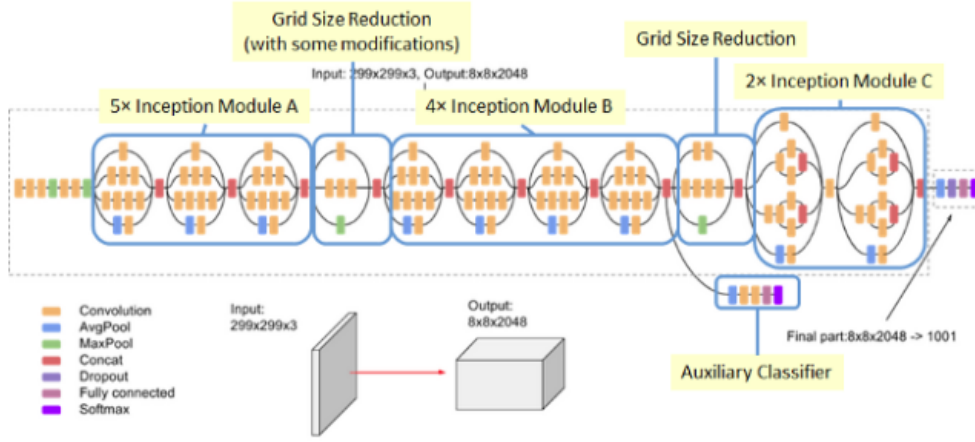 Grid Size Reduction
(with some modifications)
Grid Size Reduction
Input: 299x299x3, Output:8x8x2048
5× Inception Module A
4× Inception Module B
2× Inception Module C
Convolution
AvgPool
MaxPool
Concat
Dropout
Fully connected
Softmax
Input:
299x299x3
Output:
8x8x2048
Final part:8x8x2048 -> 1001
Auxiliary Classifier